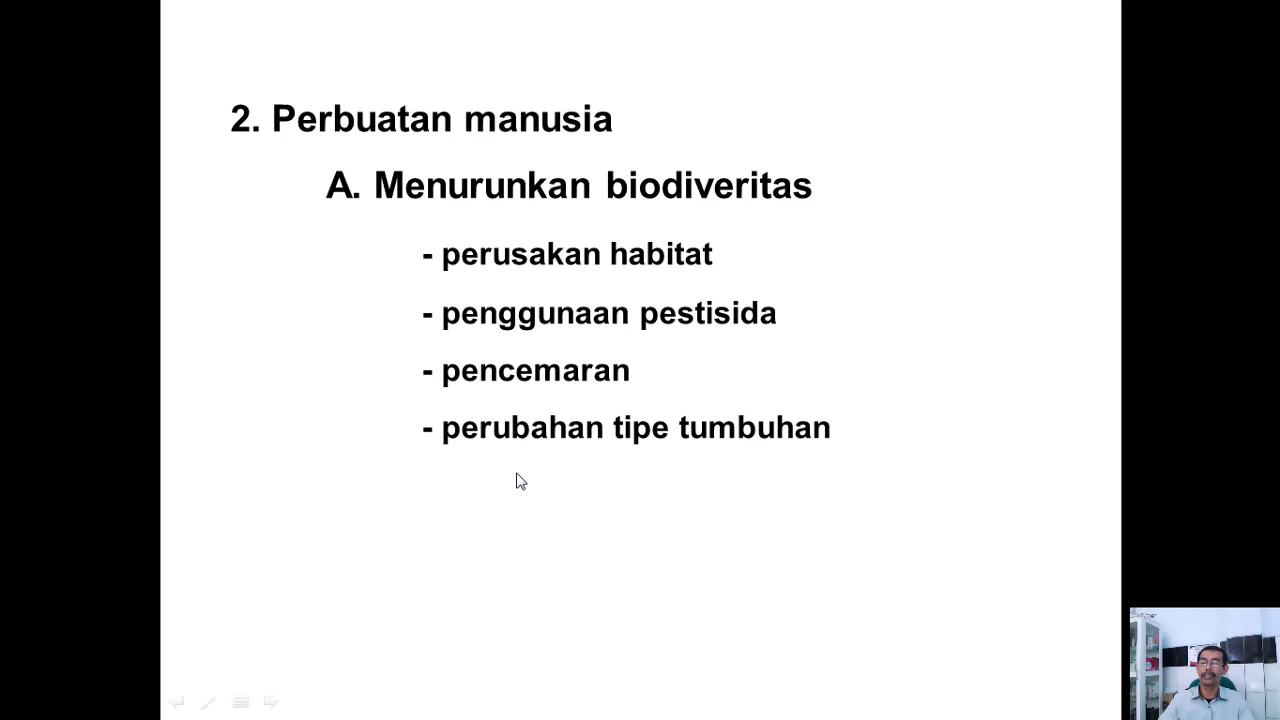 2. Perbuatan manusia
A. Menurunkan biodiveritas
- perusakan habitat
- penggunaan pestisida
- pencemaran
- perubahan tipe tumbuhan